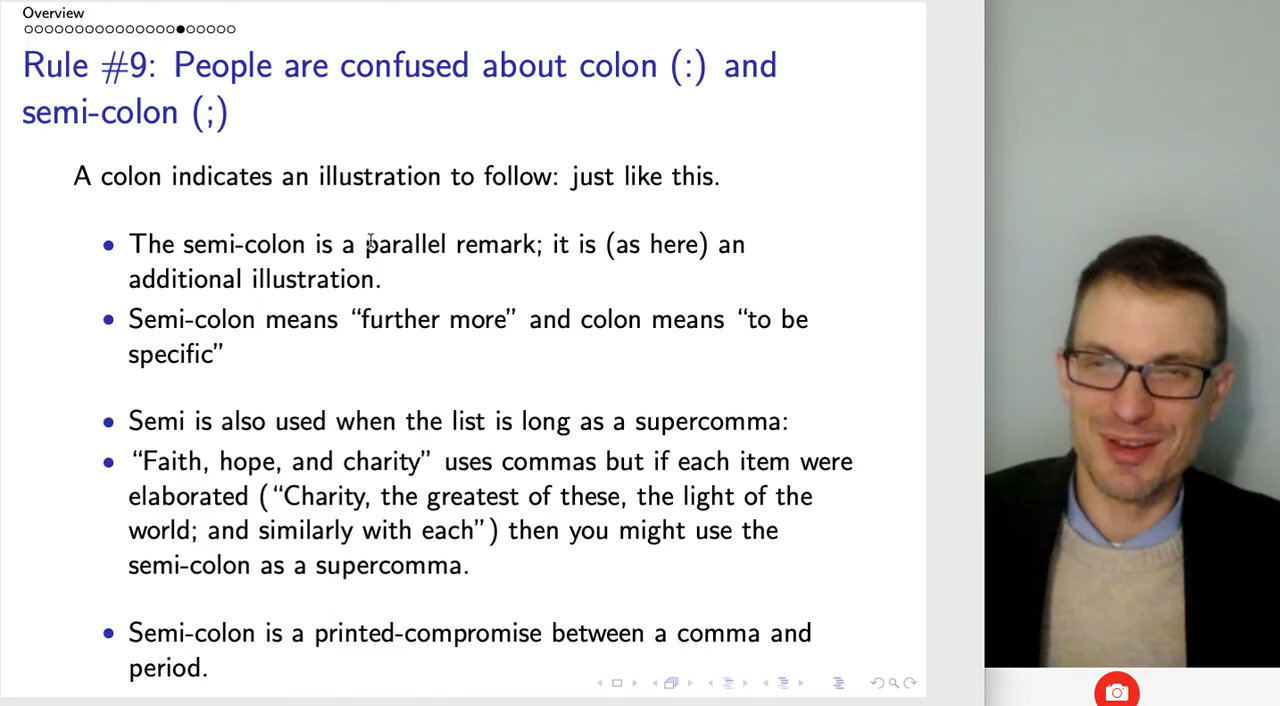 Overview
Rule #9: People are confused about colon (:) and
semi-colon (;)
A colon indicates an illustration to follow: just like this.
• The semi-colon is a parallel remark; it is (as here) an
additional illustration.
• Semi-colon means “further more” and colon means “to be
specific”
• Semi is also used when the list is long as a supercomma:
• “Faith, hope, and charity” uses commas but if each item were
elaborated (“Charity, the greatest of these, the light of the
world; and similarly with each”) then you might use the
semi-colon as a supercomma.
• Semi-colon is a printed-compromise between a comma and
period.